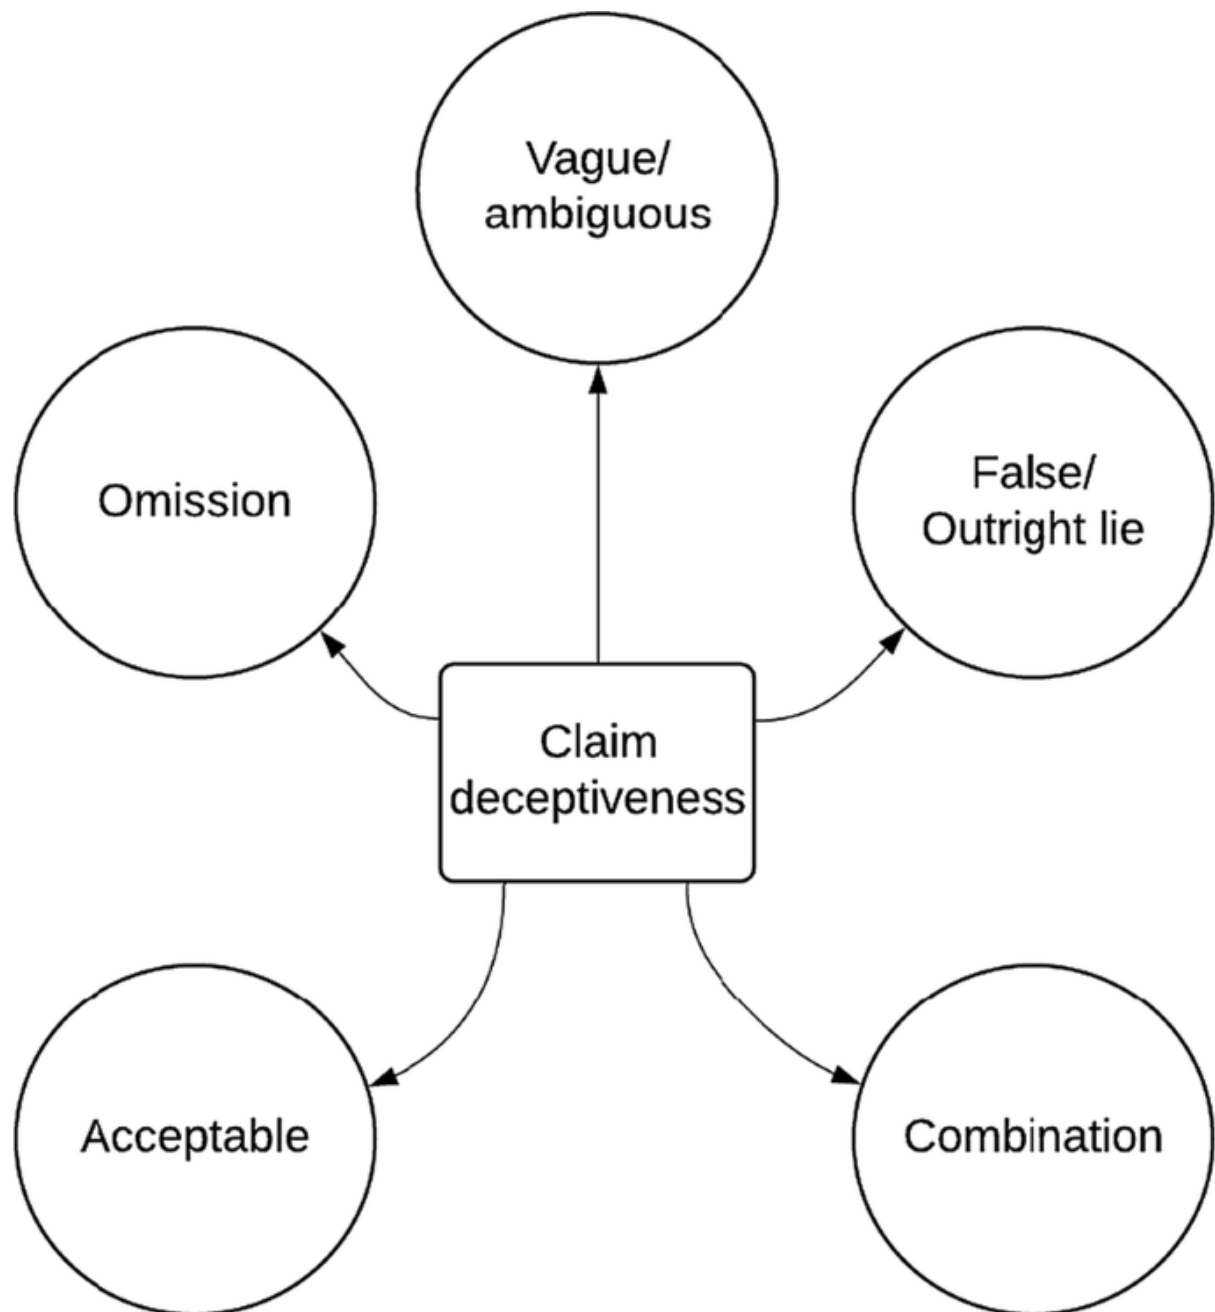 Vague/
ambiguous
Omission
False/
Outright lie
Claim
deceptiveness
Acceptable
Combination